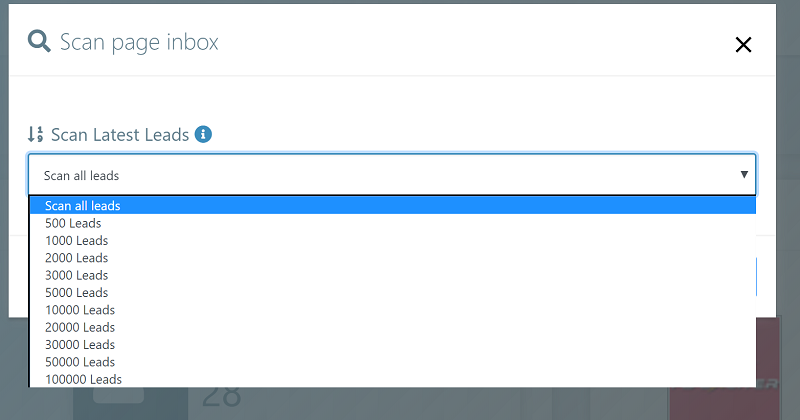 Scan page inbox
Scan Latest Leads
Scan all leads
Scan all leads
500 Leads
1000 Leads
2000 Leads
3000 Leads
5000 Leads
10000 Leads
20000 Leads
30000 Leads
50000 Leads
100000 Leads
28